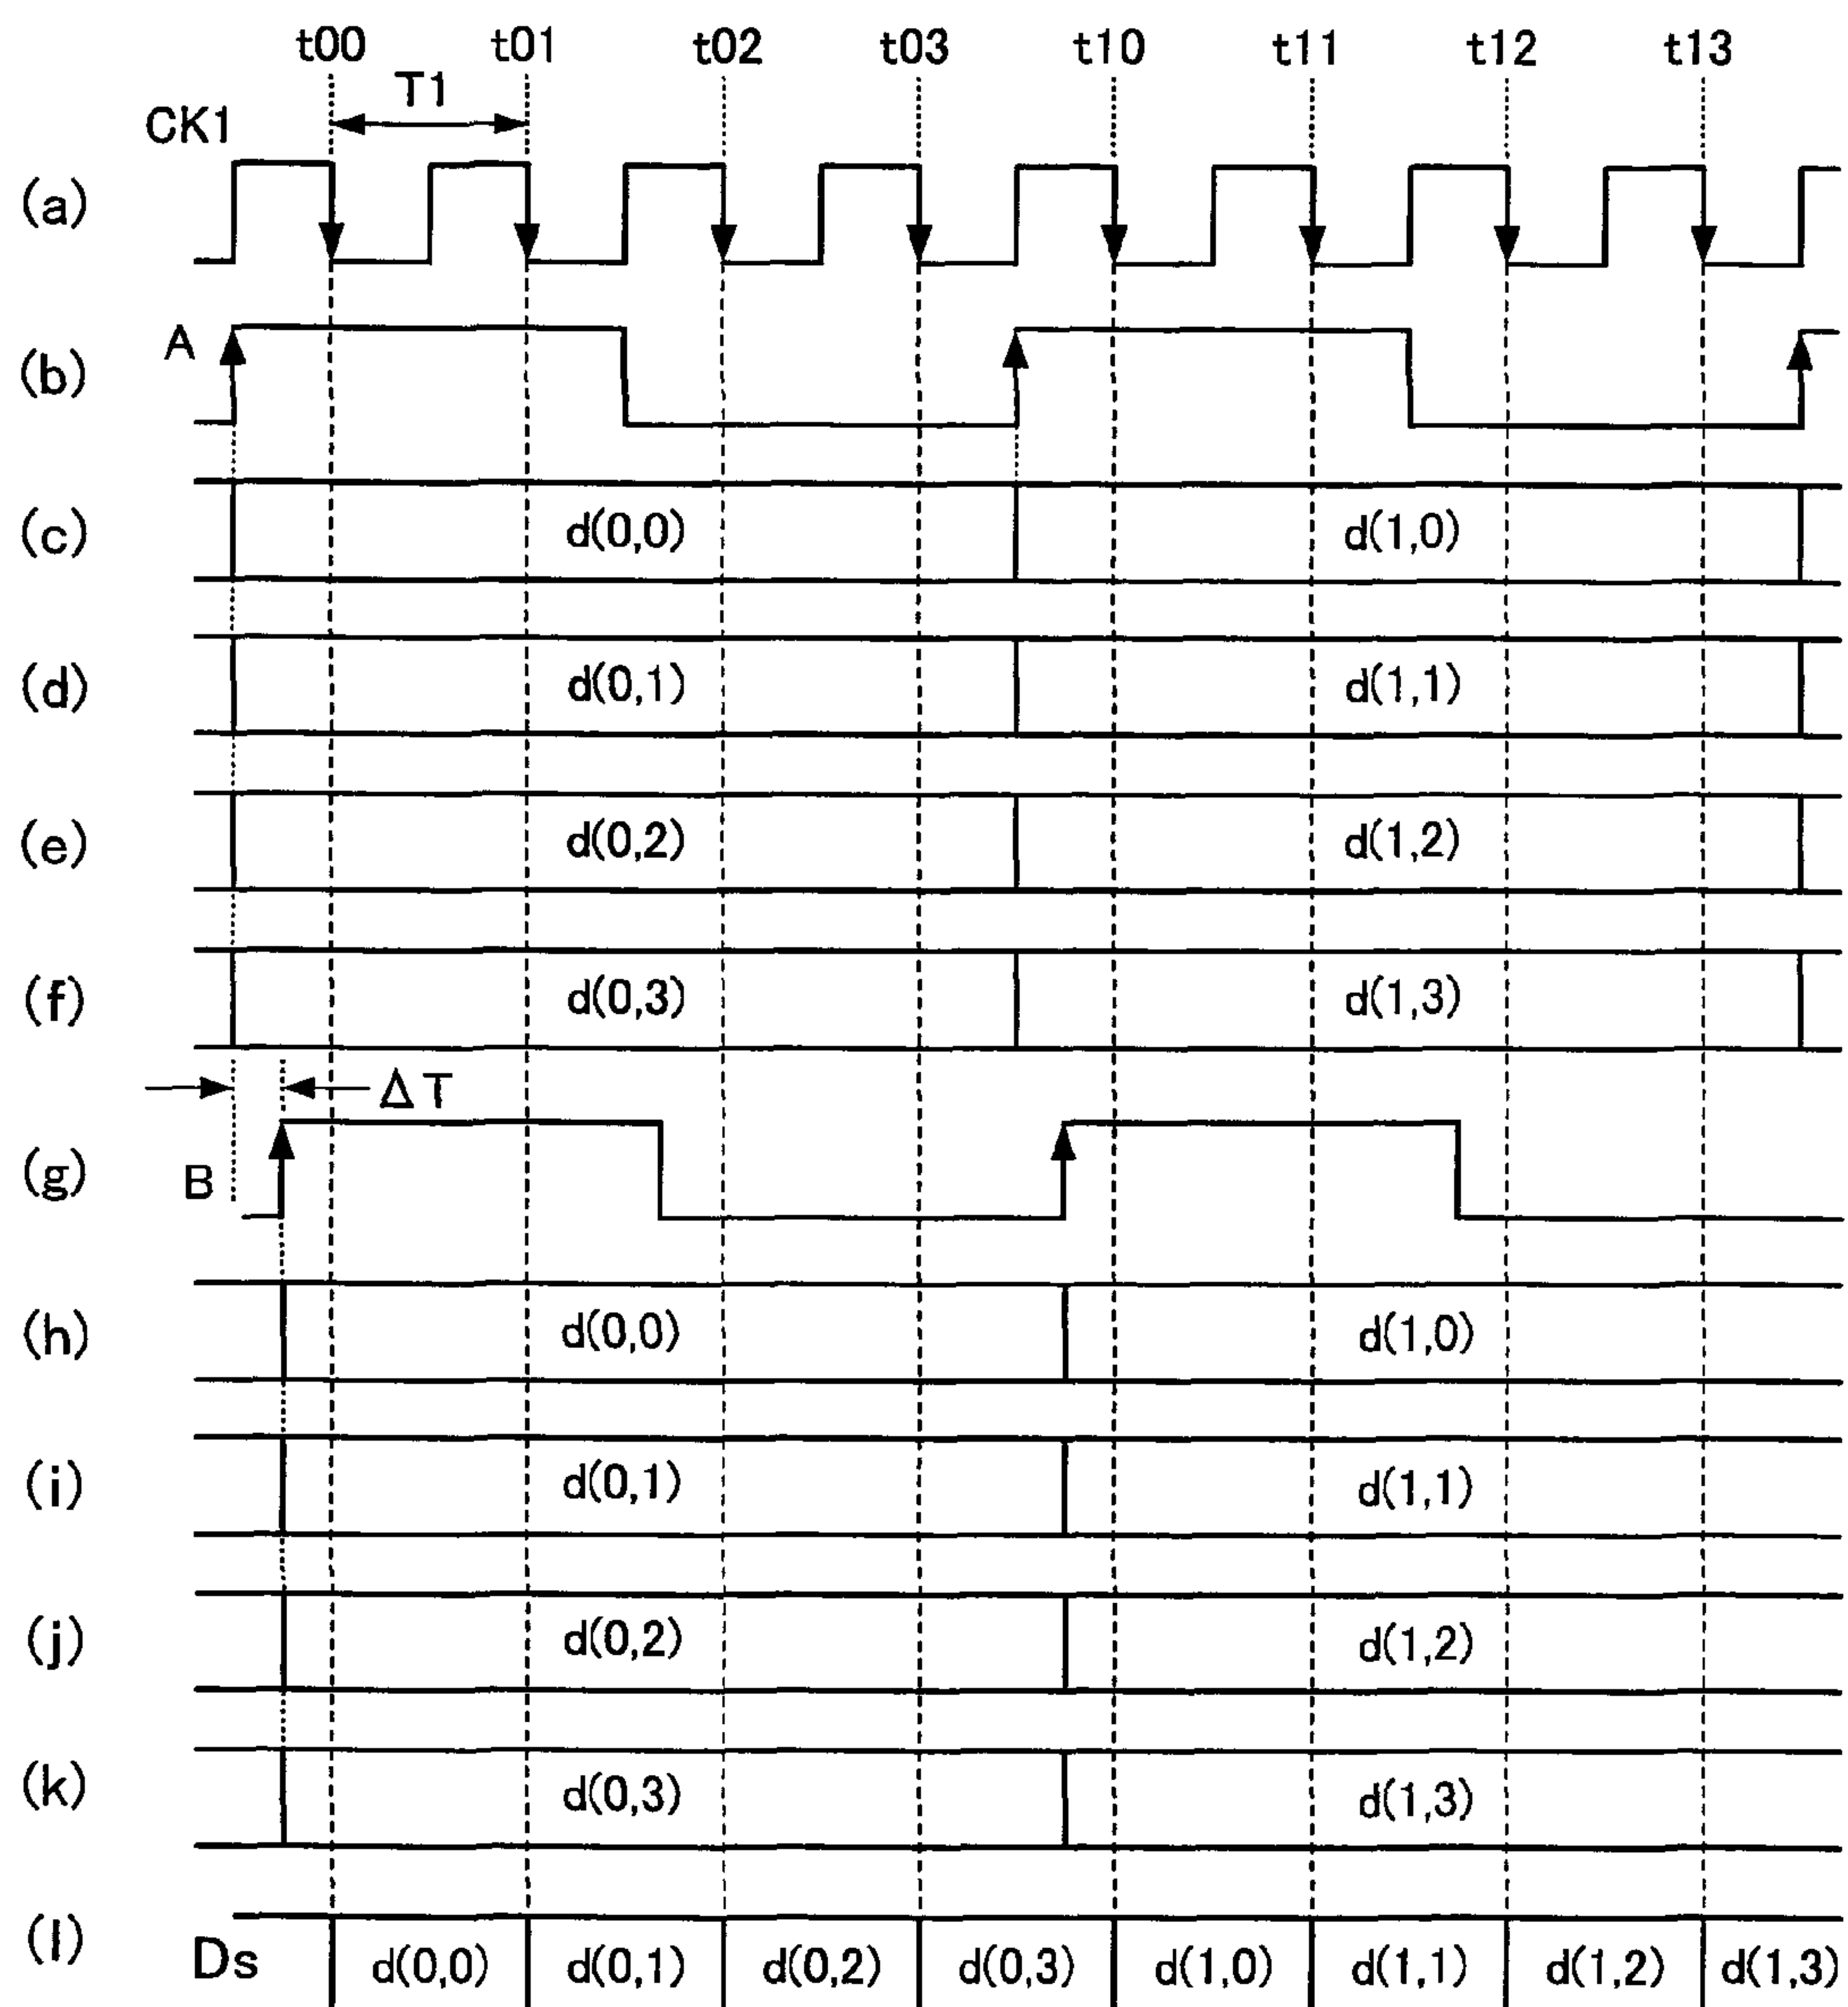 t00 t01 t02 t03 t10 t11 t12 t13
T1
CK1
(a)
A
(b)
(c) d(0,0) d(1,0)
(d) d(0,1) d(1,1)
(e) d(0,2) d(1,2)
(f) d(0,3) d(1,3)
ΔT
(g) B
(h) d(0,0) d(1,0)
(i) d(0,1) d(1,1)
(j) d(0,2) d(1,2)
(k) d(0,3) d(1,3)
(l) Ds d(0,0) d(0,1) d(0,2) d(0,3) d(1,0) d(1,1) d(1,2) d(1,3)